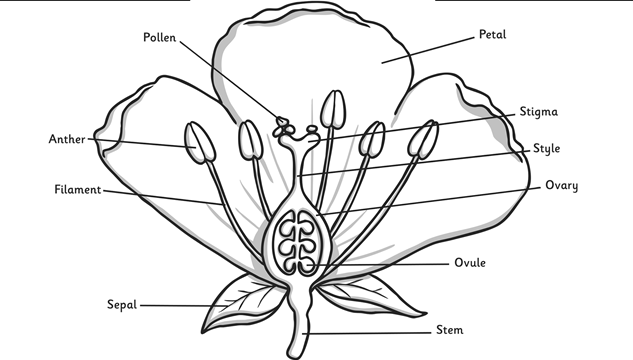 Pollen
Petal
Stigma
Anther
Style
Filament
Ovary
Ovule
Sepal
Stem